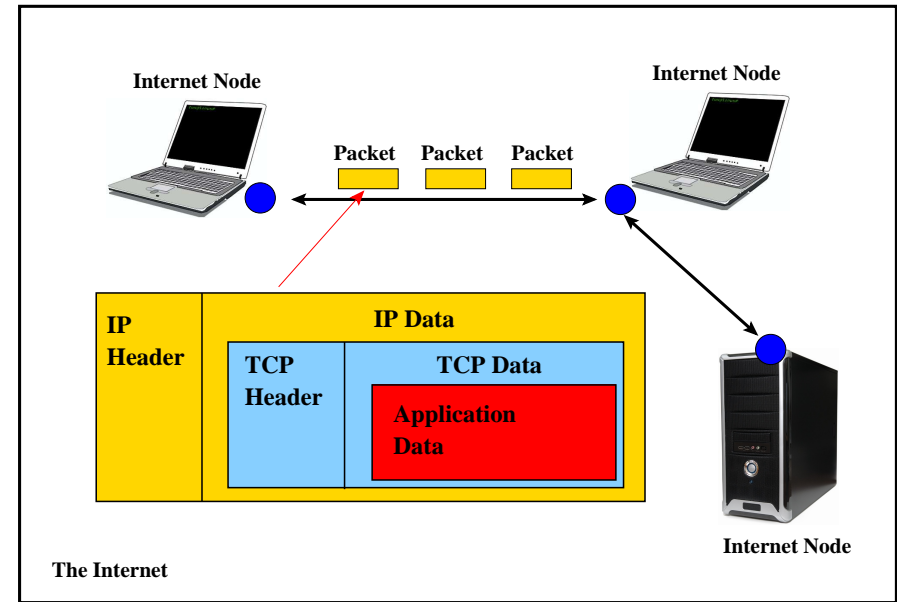 Internet Node
Internet Node
Packet Packet Packet
IP Header
IP Data
TCP Header
TCP Data
Application Data
Internet Node
The Internet